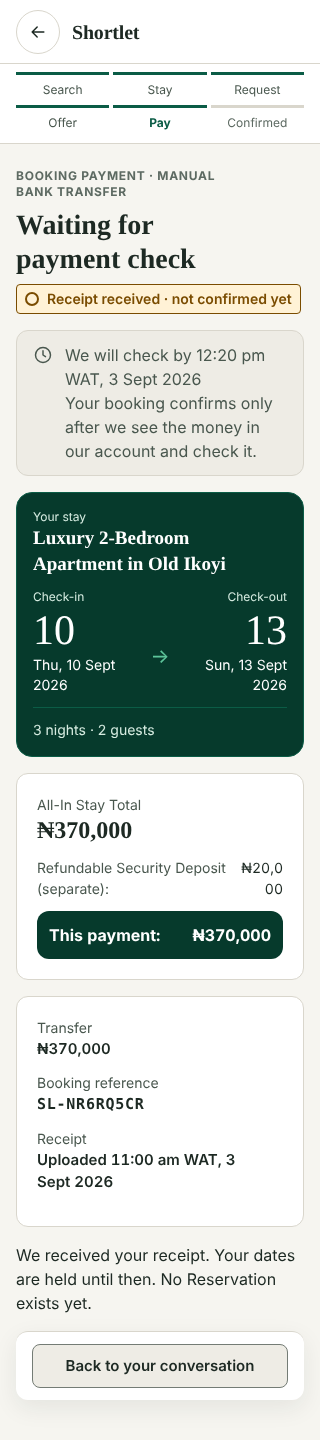 Shortlet
Search Stay Request
Offer Pay Confirmed
BOOKING PAYMENT · MANUAL
BANK TRANSFER
Waiting for
payment check
Receipt received · not confirmed yet
We will check by 12:20 pm
WAT, 3 Sept 2026
Your booking confirms only
after we see the money in
our account and check it.
Your stay
Luxury 2-Bedroom
Apartment in Old Ikoyi
Check-in Check-out
10 → 13
Thu, 10 Sept Sun, 13 Sept
2026 2026
3 nights · 2 guests
All-In Stay Total
₦370,000
Refundable Security Deposit ₦20,0
(separate): 00
This payment: ₦370,000
Transfer
₦370,000
Booking reference
SL-NR6RQ5CR
Receipt
Uploaded 11:00 am WAT, 3
Sept 2026
We received your receipt. Your dates
are held until then. No Reservation
exists yet.
Back to your conversation